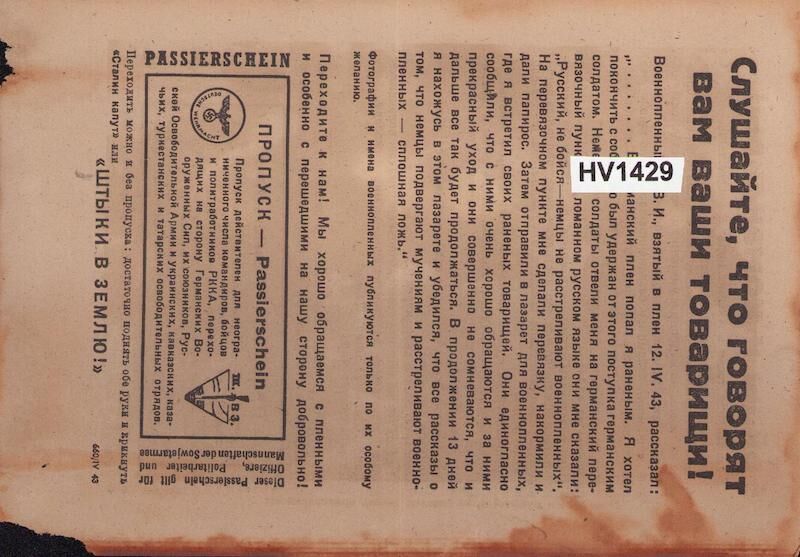 Слушайте, что говорят
вам ваши товарищи!
Военнопленный В. И., взятый в плен 12. IV. 43, рассказал:
„ . . . . . . . . В манский плен попал я раненым. Я хотел
покончить с соб о был удержан от этого поступка германским
солдатом. солдаты отвели меня на германский пере-
вязочный пунк ломаном русском языке они мне сказали:
„Русский, не бойся—немцы не расстреливают военнопленных“,
На перевязочном пункте мне сделали перевязку, накормили и
дали папирос. Затем отправили в лазарет для военнопленных,
где я встретил своих раненых товарищей. Они единогласно
сообщили, что с ними очень хорошо обращаются и за ними
прекрасный уход и они совершенно не сомневаются, что и
дальше все так будет продолжаться. В продолжении 13 дней
я нахожусь в этом лазарете и убедился, что все рассказы о
том, что немцы подвергают мучениям и расстреливают военно-
пленных — сплошная ложь.“
Фотографии и имена военнопленных публикуются только по их особому
желанию.
Переходите к нам! Мы хорошо обращаемся с пленными
и особенно с перешедшими на нашу сторону добровольно!
PASSIERSCHEIN
ПРОПУСК — Passierschein
DEUTSCHE WEHRMACHT
Пропуск действителен для неогра-
ниченного числа командиров, бойцов
и политработников РККА, перехо-
дящих на сторону Германских Во-
оруженных Сил, их союзников, Рус-
ской Освободительной Армии и украинских, кавказских, каза-
чьих, туркестанских и татарских освободительных отрядов.
Ш. В З.
Dieser Passierschein gilt für
Offiziere, Politarbeiter und
Mannschaften der Sowjetarmee
Переходить можно и без пропуска: достаточно поднять обе руки и крикнуть
«Сталин капут» или
«ШТЫКИ В ЗЕМЛЮ!»
660/IV 43
HV1429